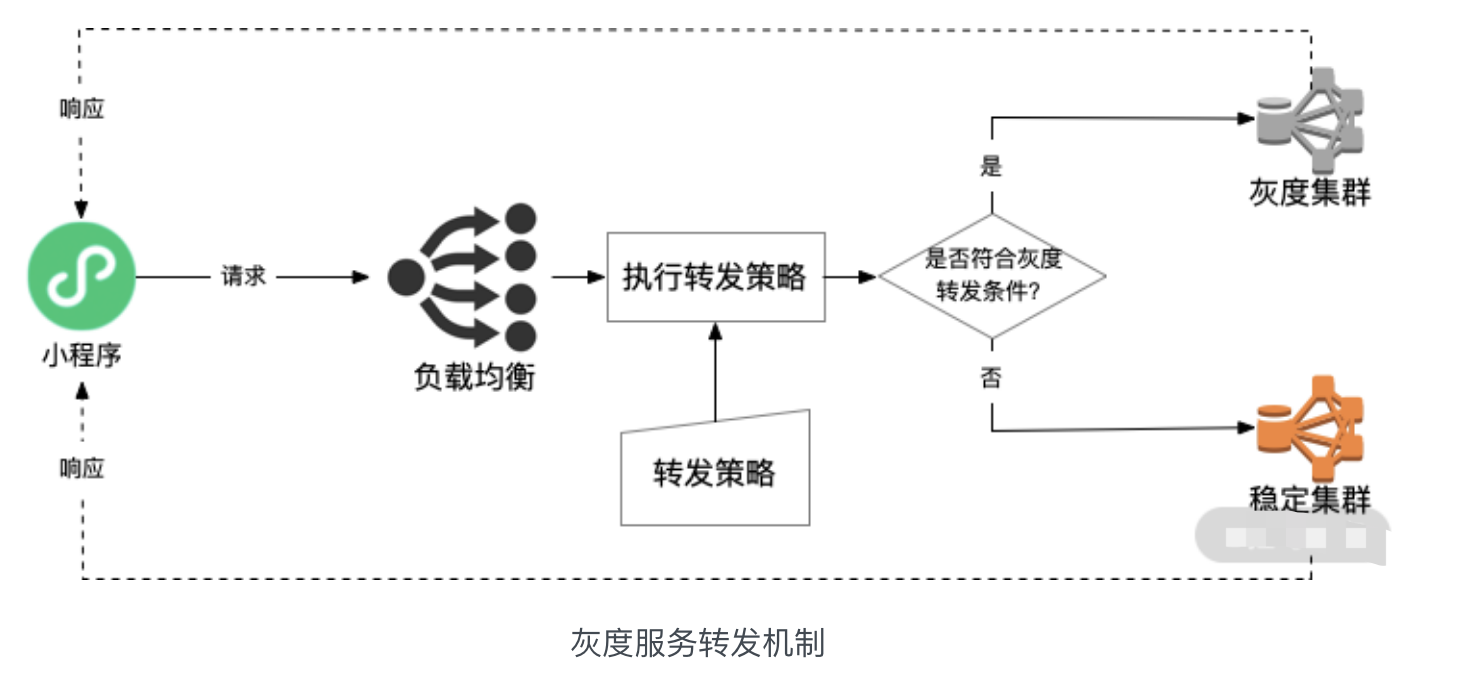 响应
是
灰度集群
请求
执行转发策略
是否符合灰度
转发条件?
小程序
负载均衡
否
响应
转发策略
稳定集群
灰度服务转发机制